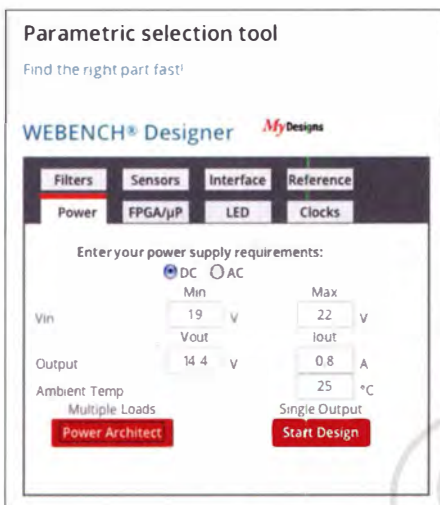 Parametric selection tool
Find the right part fast!
WEBENCH® Designer MyDesigns
Filters Sensors Interface Reference
Power FPGA/µP LED Clocks
Enter your power supply requirements:
DC AC
Min Max
Vin 19 V 22 V
Vout Iout
Output 14.4 V 0.8 A
Ambient Temp 25 °C
Multiple Loads Single Output
Power Architect Start Design